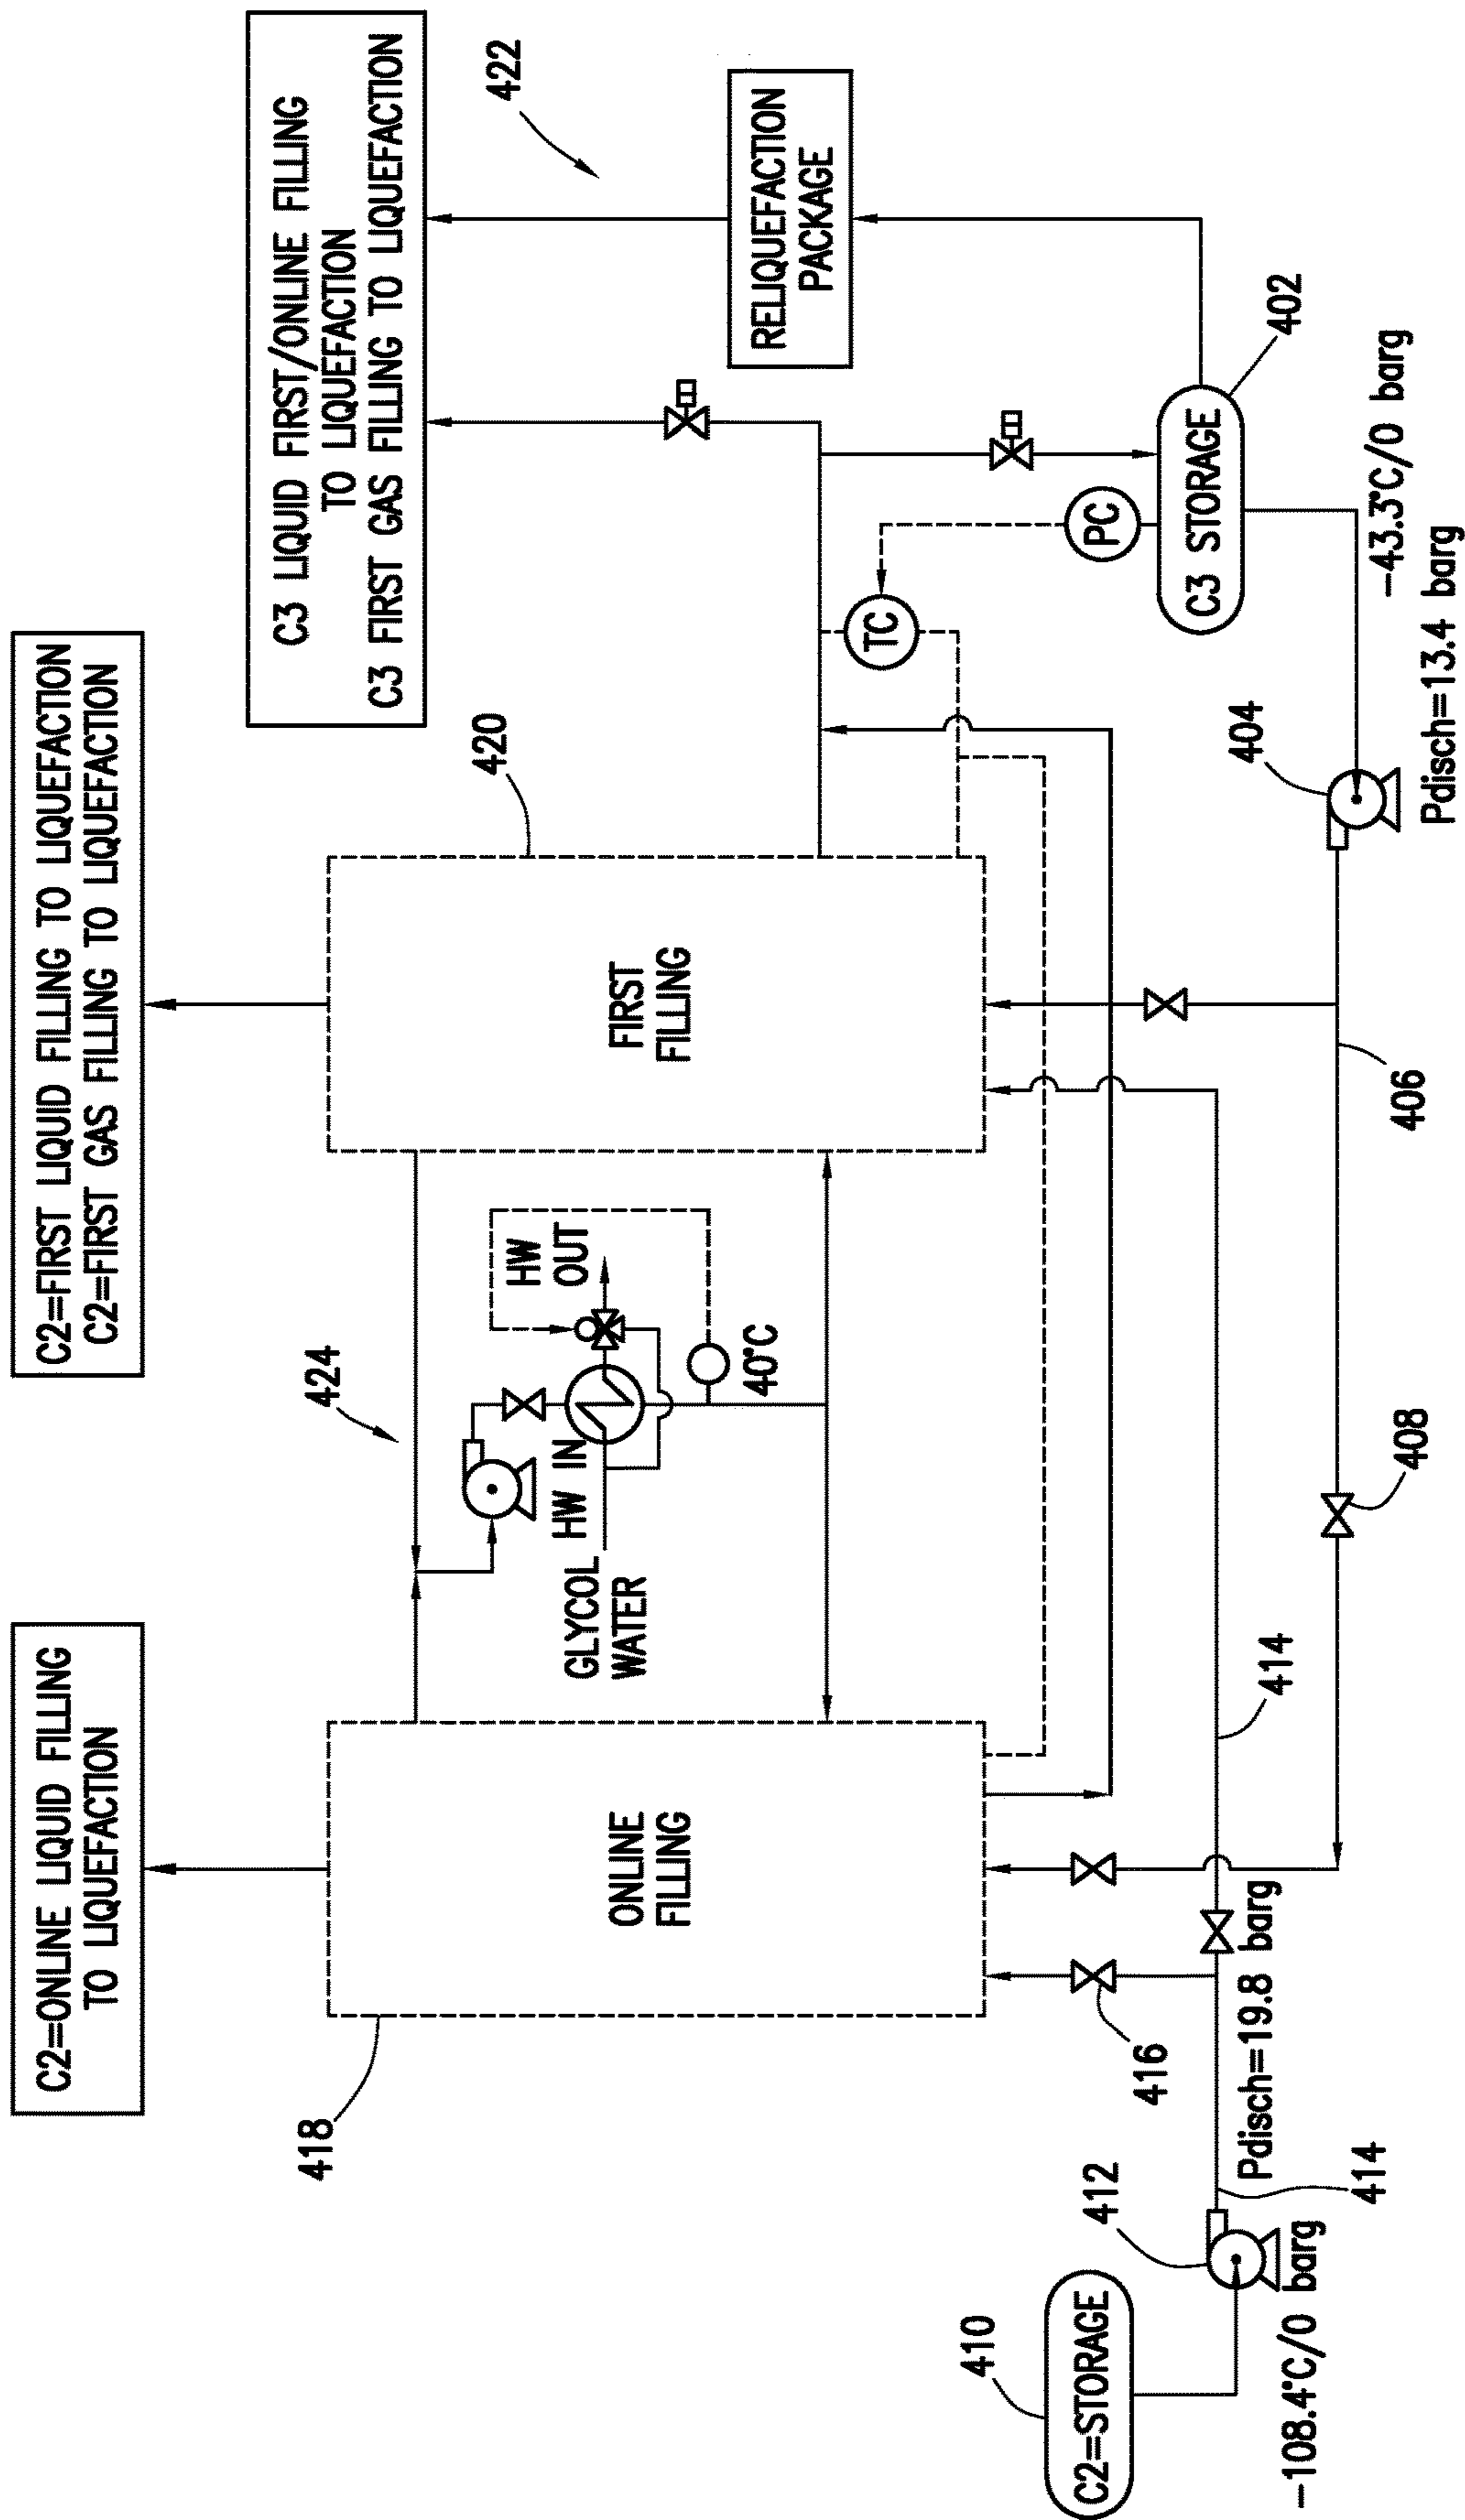 C2=ONLINE LIQUID FILLING
TO LIQUEFACTION
C2=FIRST LIQUID FILLING TO LIQUEFACTION
C2=FIRST GAS FILLING TO LIQUEFACTION
C3 LIQUID FIRST/ONLINE FILLING
TO LIQUEFACTION
C3 FIRST GAS FILLING TO LIQUEFACTION
418
424
420
422
HW
OUT
HW IN
GLYCOL
WATER
40°C
ONLINE
FILLING
FIRST
FILLING
RELIQUEFACTION
PACKAGE
TC
PC
C3 STORAGE
402
-43.3°C/0 barg
404
Pdisch=13.4 barg
406
408
414
416
Pdisch=19.8 barg
414
412
410
C2=STORAGE
-108.4°C/0 barg